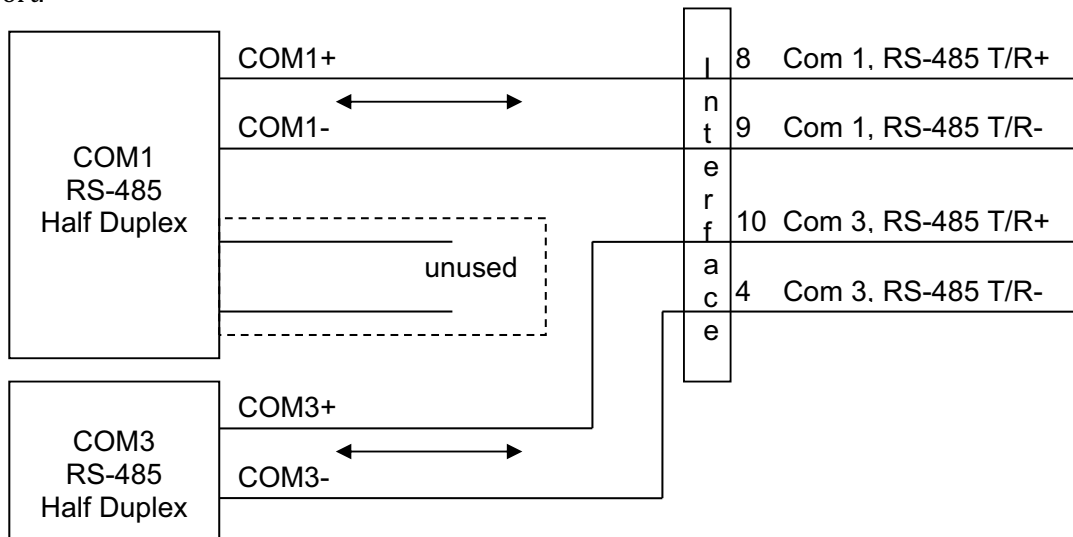 COM1+
8 Com 1, RS-485 T/R+
COM1-
9 Com 1, RS-485 T/R-
COM1
RS-485
Half Duplex
Interface
10 Com 3, RS-485 T/R+
unused
4 Com 3, RS-485 T/R-
COM3+
COM3
RS-485
Half Duplex
COM3-